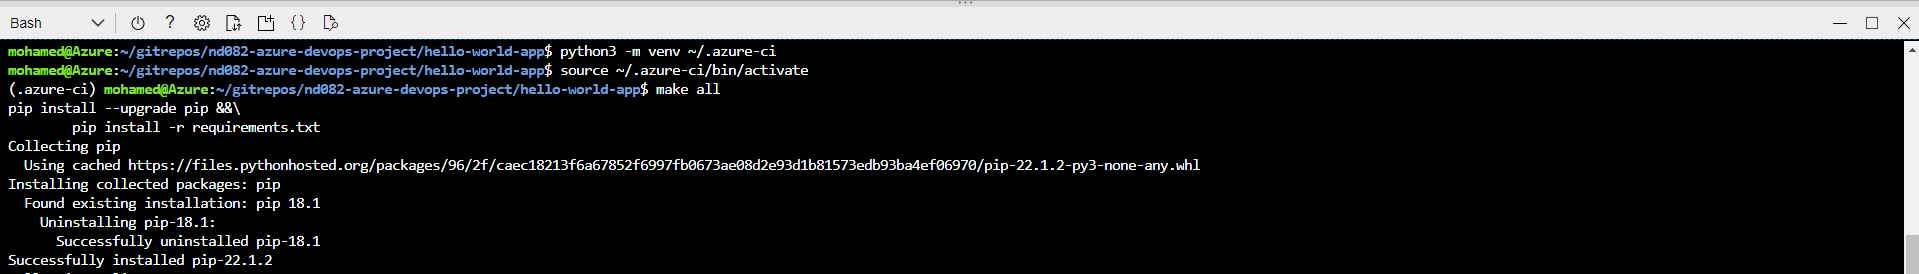 Bash
mohamed@Azure:~/gitrepos/nd082-azure-devops-project/hello-world-app$ python3 -m venv ~/.azure-ci
mohamed@Azure:~/gitrepos/nd082-azure-devops-project/hello-world-app$ source ~/.azure-ci/bin/activate
(.azure-ci) mohamed@Azure:~/gitrepos/nd082-azure-devops-project/hello-world-app$ make all
pip install --upgrade pip &&\
        pip install -r requirements.txt
Collecting pip
  Using cached https://files.pythonhosted.org/packages/96/2f/caec18213f6a67852f6997fb0673ae08d2e93d1b81573edb93ba4ef06970/pip-22.1.2-py3-none-any.whl
Installing collected packages: pip
  Found existing installation: pip 18.1
    Uninstalling pip-18.1:
      Successfully uninstalled pip-18.1
Successfully installed pip-22.1.2